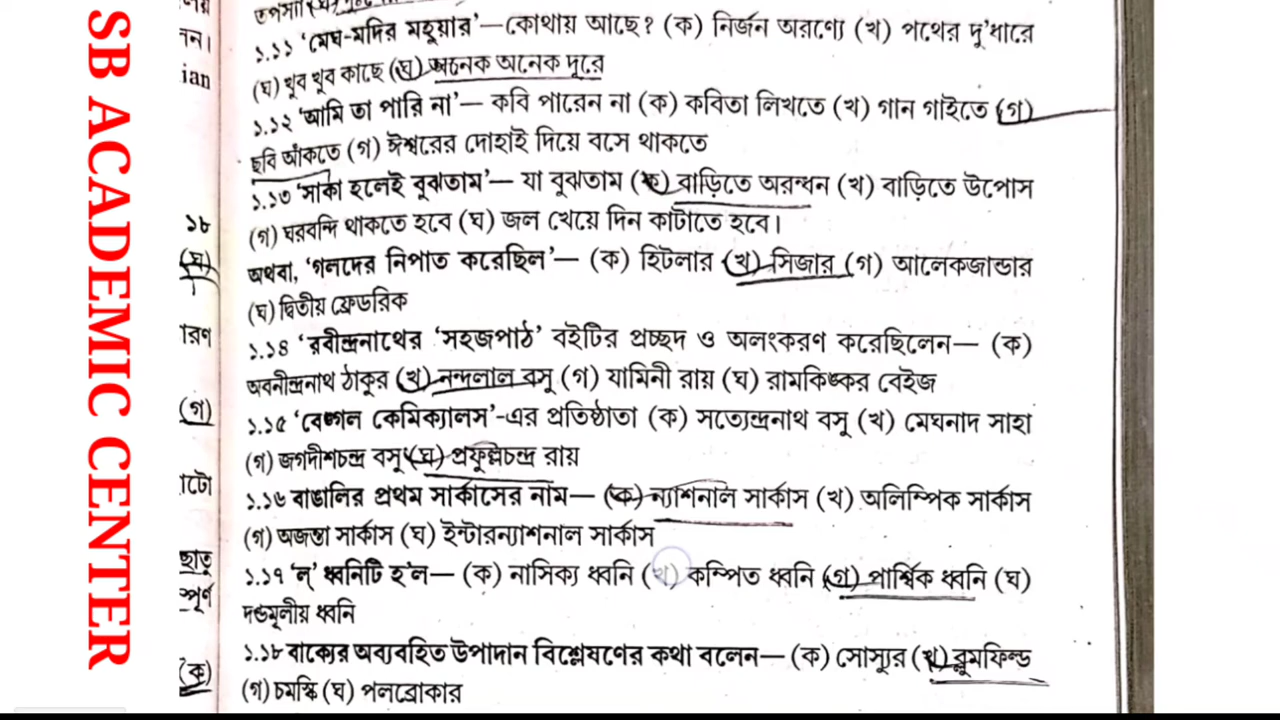 SB ACADEMIC CENTER
নন।
ian
১৮
(ঘ)
ারণ
(গ)
াটো
ছাতু
স্পূর্ণ
(ক)
১.১১ 'মেঘ-মদির মহুয়ার'—কোথায় আছে? (ক) নির্জন অরণ্যে (খ) পথের দু'ধারে
(ঘ) খুব খুব কাছে (ঘ) অনেক অনেক দূরে
১.১২ 'আমি তা পারি না'— কবি পারেন না (ক) কবিতা লিখতে (খ) গান গাইতে (গ)
ছবি আঁকতে (গ) ঈশ্বরের দোহাই দিয়ে বসে থাকতে
১.১৩ 'সাকা হলেই বুঝতাম'— যা বুঝতাম (ক) বাড়িতে অরন্ধন (খ) বাড়িতে উপোস
(গ) ঘরবন্দি থাকতে হবে (ঘ) জল খেয়ে দিন কাটাতে হবে।
অথবা, 'গলদের নিপাত করেছিল'— (ক) হিটলার (খ) সিজার (গ) আলেকজান্ডার
(ঘ) দ্বিতীয় ফ্রেডরিক
১.১৪ 'রবীন্দ্রনাথের 'সহজপাঠ' বইটির প্রচ্ছদ ও অলংকরণ করেছিলেন— (ক)
অবনীন্দ্রনাথ ঠাকুর (খ) নন্দলাল বসু (গ) যামিনী রায় (ঘ) রামকিঙ্কর বেইজ
১.১৫ 'বেঙ্গল কেমিক্যালস'-এর প্রতিষ্ঠাতা (ক) সত্যেন্দ্রনাথ বসু (খ) মেঘনাদ সাহা
(গ) জগদীশচন্দ্র বসু (ঘ) প্রফুল্লচন্দ্র রায়
১.১৬ বাঙালির প্রথম সার্কাসের নাম— (ক) ন্যাশনাল সার্কাস (খ) অলিম্পিক সার্কাস
(গ) অজন্তা সার্কাস (ঘ) ইন্টারন্যাশনাল সার্কাস
১.১৭ 'ল্' ধ্বনিটি হ'ল— (ক) নাসিক্য ধ্বনি (খ) কম্পিত ধ্বনি (গ) পার্শ্বিক ধ্বনি (ঘ)
দন্তমূলীয় ধ্বনি
১.১৮ বাক্যের অব্যবহিত উপাদান বিশ্লেষণের কথা বলেন— (ক) সোস্যুর (খ) ব্লুমফিল্ড
(গ) চমস্কি (ঘ) পলব্রোকার